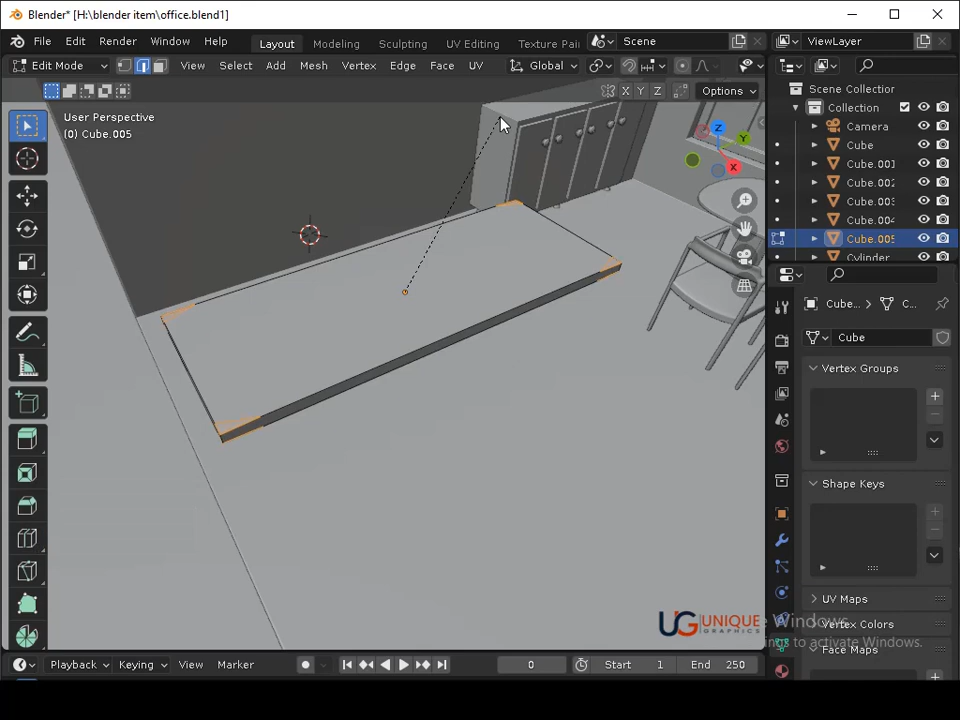 Blender* [H:\blender item\office.blend1]
File Edit Render Window Help Layout Modeling Sculpting UV Editing Texture Pai Scene ViewLayer
Edit Mode View Select Add Mesh Vertex Edge Face UV Global
X Y Z Options
User Perspective
(0) Cube.005
Z Y X
Scene Collection
Collection
Camera
Cube
Cube.001
Cube.002
Cube.003
Cube.004
Cube.005
Cylinder
Cube... C...
Cube
Vertex Groups
Shape Keys
UV Maps
Vertex Colors
Face Maps
UG UNIQUE
GRAPHICS
Windows
ngs to activate Windows.
Playback Keying View Marker 0 Start 1 End 250